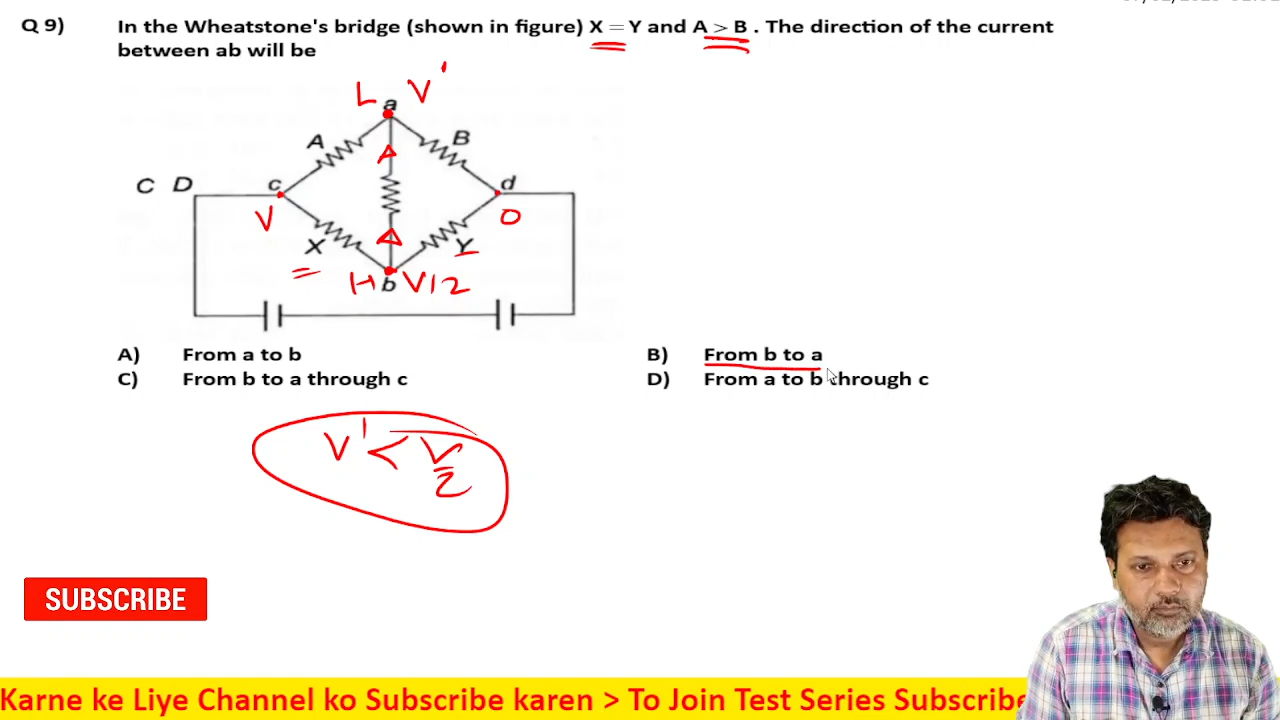 Q 9) In the Wheatstone's bridge (shown in figure) X = Y and A > B . The direction of the current
between ab will be
L a V'
A B
C D c d
V O
X Y
H b V/2
A) From a to b
B) From b to a
C) From b to a through c
D) From a to b through c
V' < V/2
SUBSCRIBE
Karne ke Liye Channel ko Subscribe karen > To Join Test Series Subscribe